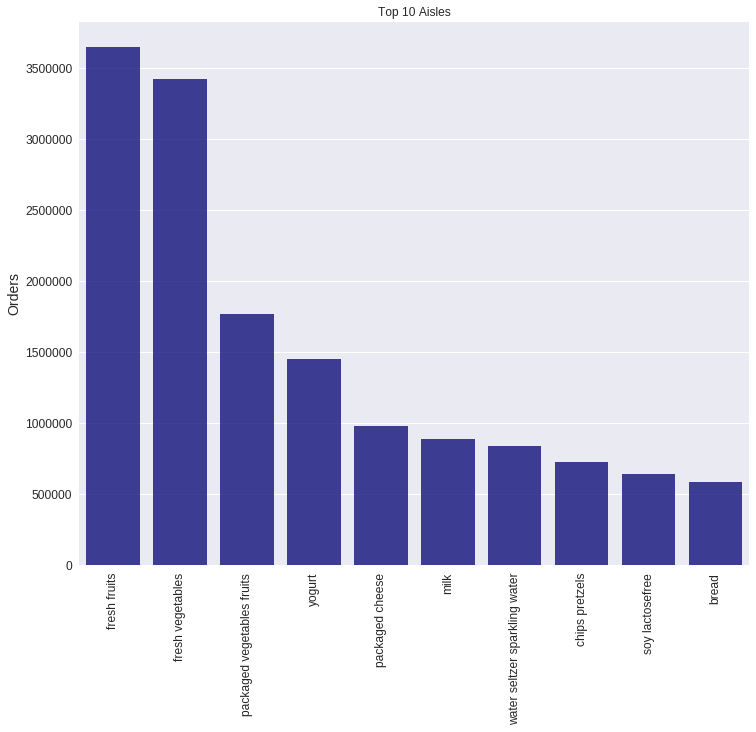 Top 10 Aisles
Orders
3500000
3000000
2500000
2000000
1500000
1000000
500000
0
fresh fruits
fresh vegetables
packaged vegetables fruits
yogurt
packaged cheese
milk
water seltzer sparkling water
chips pretzels
soy lactosefree
bread